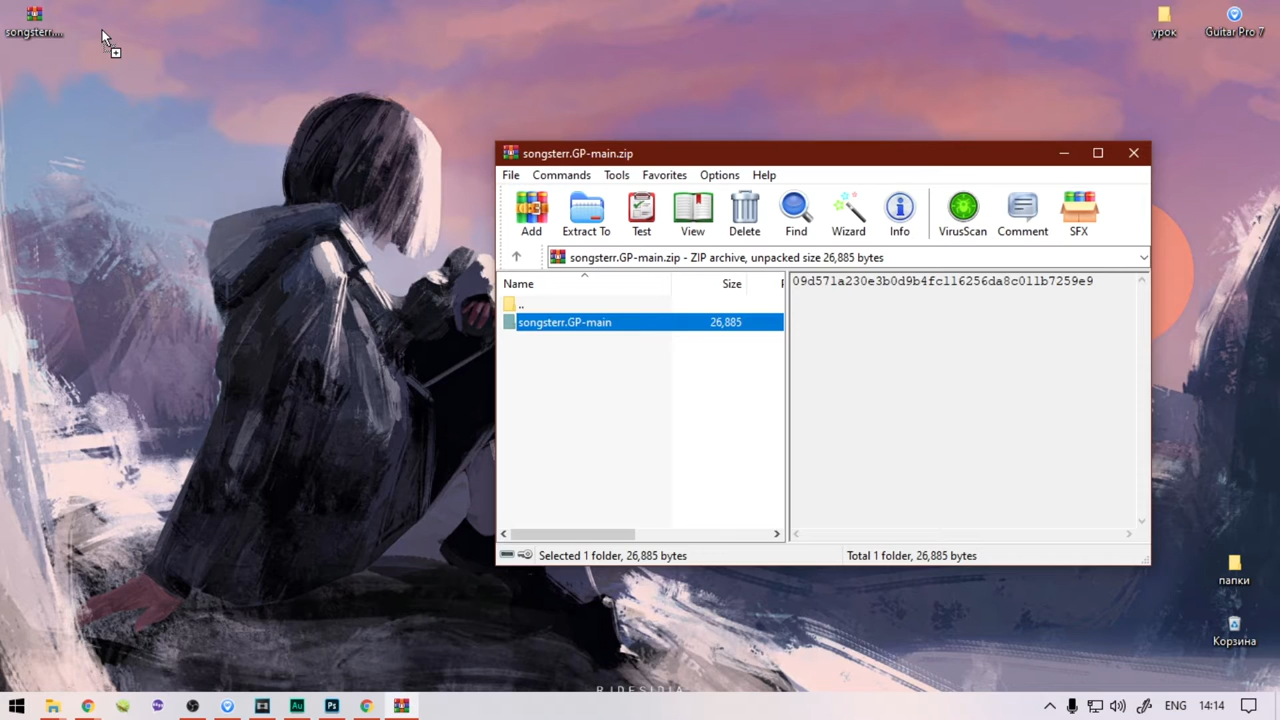 songsterr....
урок
Guitar Pro 7
songsterr.GP-main.zip
File Commands Tools Favorites Options Help
Add Extract To Test View Delete Find Wizard Info VirusScan Comment SFX
songsterr.GP-main.zip - ZIP archive, unpacked size 26,885 bytes
Name Size
09d571a230e3b0d9b4fc116256da8c011b7259e9
..
songsterr.GP-main 26,885
Selected 1 folder, 26,885 bytes
Total 1 folder, 26,885 bytes
папки
Корзина
Au Ps
ENG 14:14